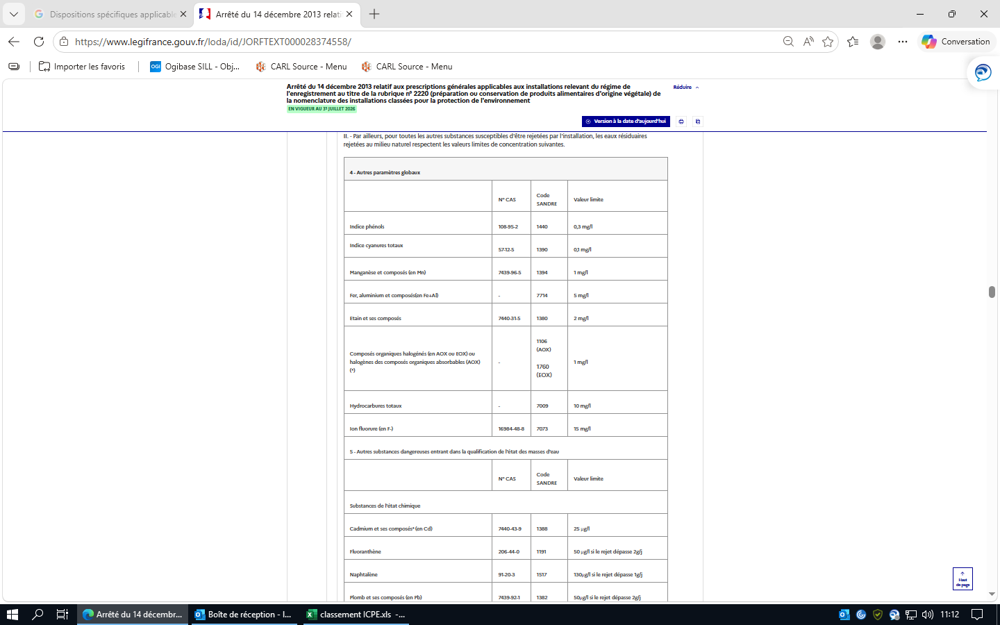 Dispositions spécifiques applicable
Arrêté du 14 décembre 2013 relati
https://www.legifrance.gouv.fr/loda/id/JORFTEXT000028374558/
Conversation
Importer les favoris
OGI Ogibase SILL - Obj...
CARL Source - Menu
CARL Source - Menu
Arrêté du 14 décembre 2013 relatif aux prescriptions générales applicables aux installations relevant du régime de
l'enregistrement au titre de la rubrique n° 2220 (préparation ou conservation de produits alimentaires d'origine végétale) de
la nomenclature des installations classées pour la protection de l'environnement
Réduire
EN VIGUEUR AU 31 JUILLET 2026
Version à la date d'aujourd'hui
II. - Par ailleurs, pour toutes les autres substances susceptibles d'être rejetées par l'installation, les eaux résiduaires
rejetées au milieu naturel respectent les valeurs limites de concentration suivantes.
4 - Autres paramètres globaux
N° CAS
Code
SANDRE
Valeur limite
Indice phénols 108-95-2 1440 0,3 mg/l
Indice cyanures totaux 57-12-5 1390 0,1 mg/l
Manganèse et composés (en Mn) 7439-96-5 1394 1 mg/l
Fer, aluminium et composés(en Fe+Al) - 7714 5 mg/l
Etain et ses composés 7440-31-5 1380 2 mg/l
Composés organiques halogénés (en AOX ou EOX) ou
halogènes des composés organiques absorbables (AOX)
(*)
-
1106
(AOX)
1760
(EOX)
1 mg/l
Hydrocarbures totaux - 7009 10 mg/l
Ion fluorure (en F-) 16984-48-8 7073 15 mg/l
5 - Autres substances dangereuses entrant dans la qualification de l'état des masses d'eau
N° CAS
Code
SANDRE
Valeur limite
Substances de l'état chimique
Cadmium et ses composés* (en Cd) 7440-43-9 1388 25 µg/l
Fluoranthène 206-44-0 1191 50 µg/l si le rejet dépasse 2g/j
Naphtalène 91-20-3 1517 130µg/l si le rejet dépasse 1g/j
Plomb et ses composés (en Pb) 7439-92-1 1382 50µg/l si le rejet dépasse 2g/j
Haut
de page
Arrêté du 14 décembr...
Boîte de réception - I...
classement ICPE.xls -...
11:12